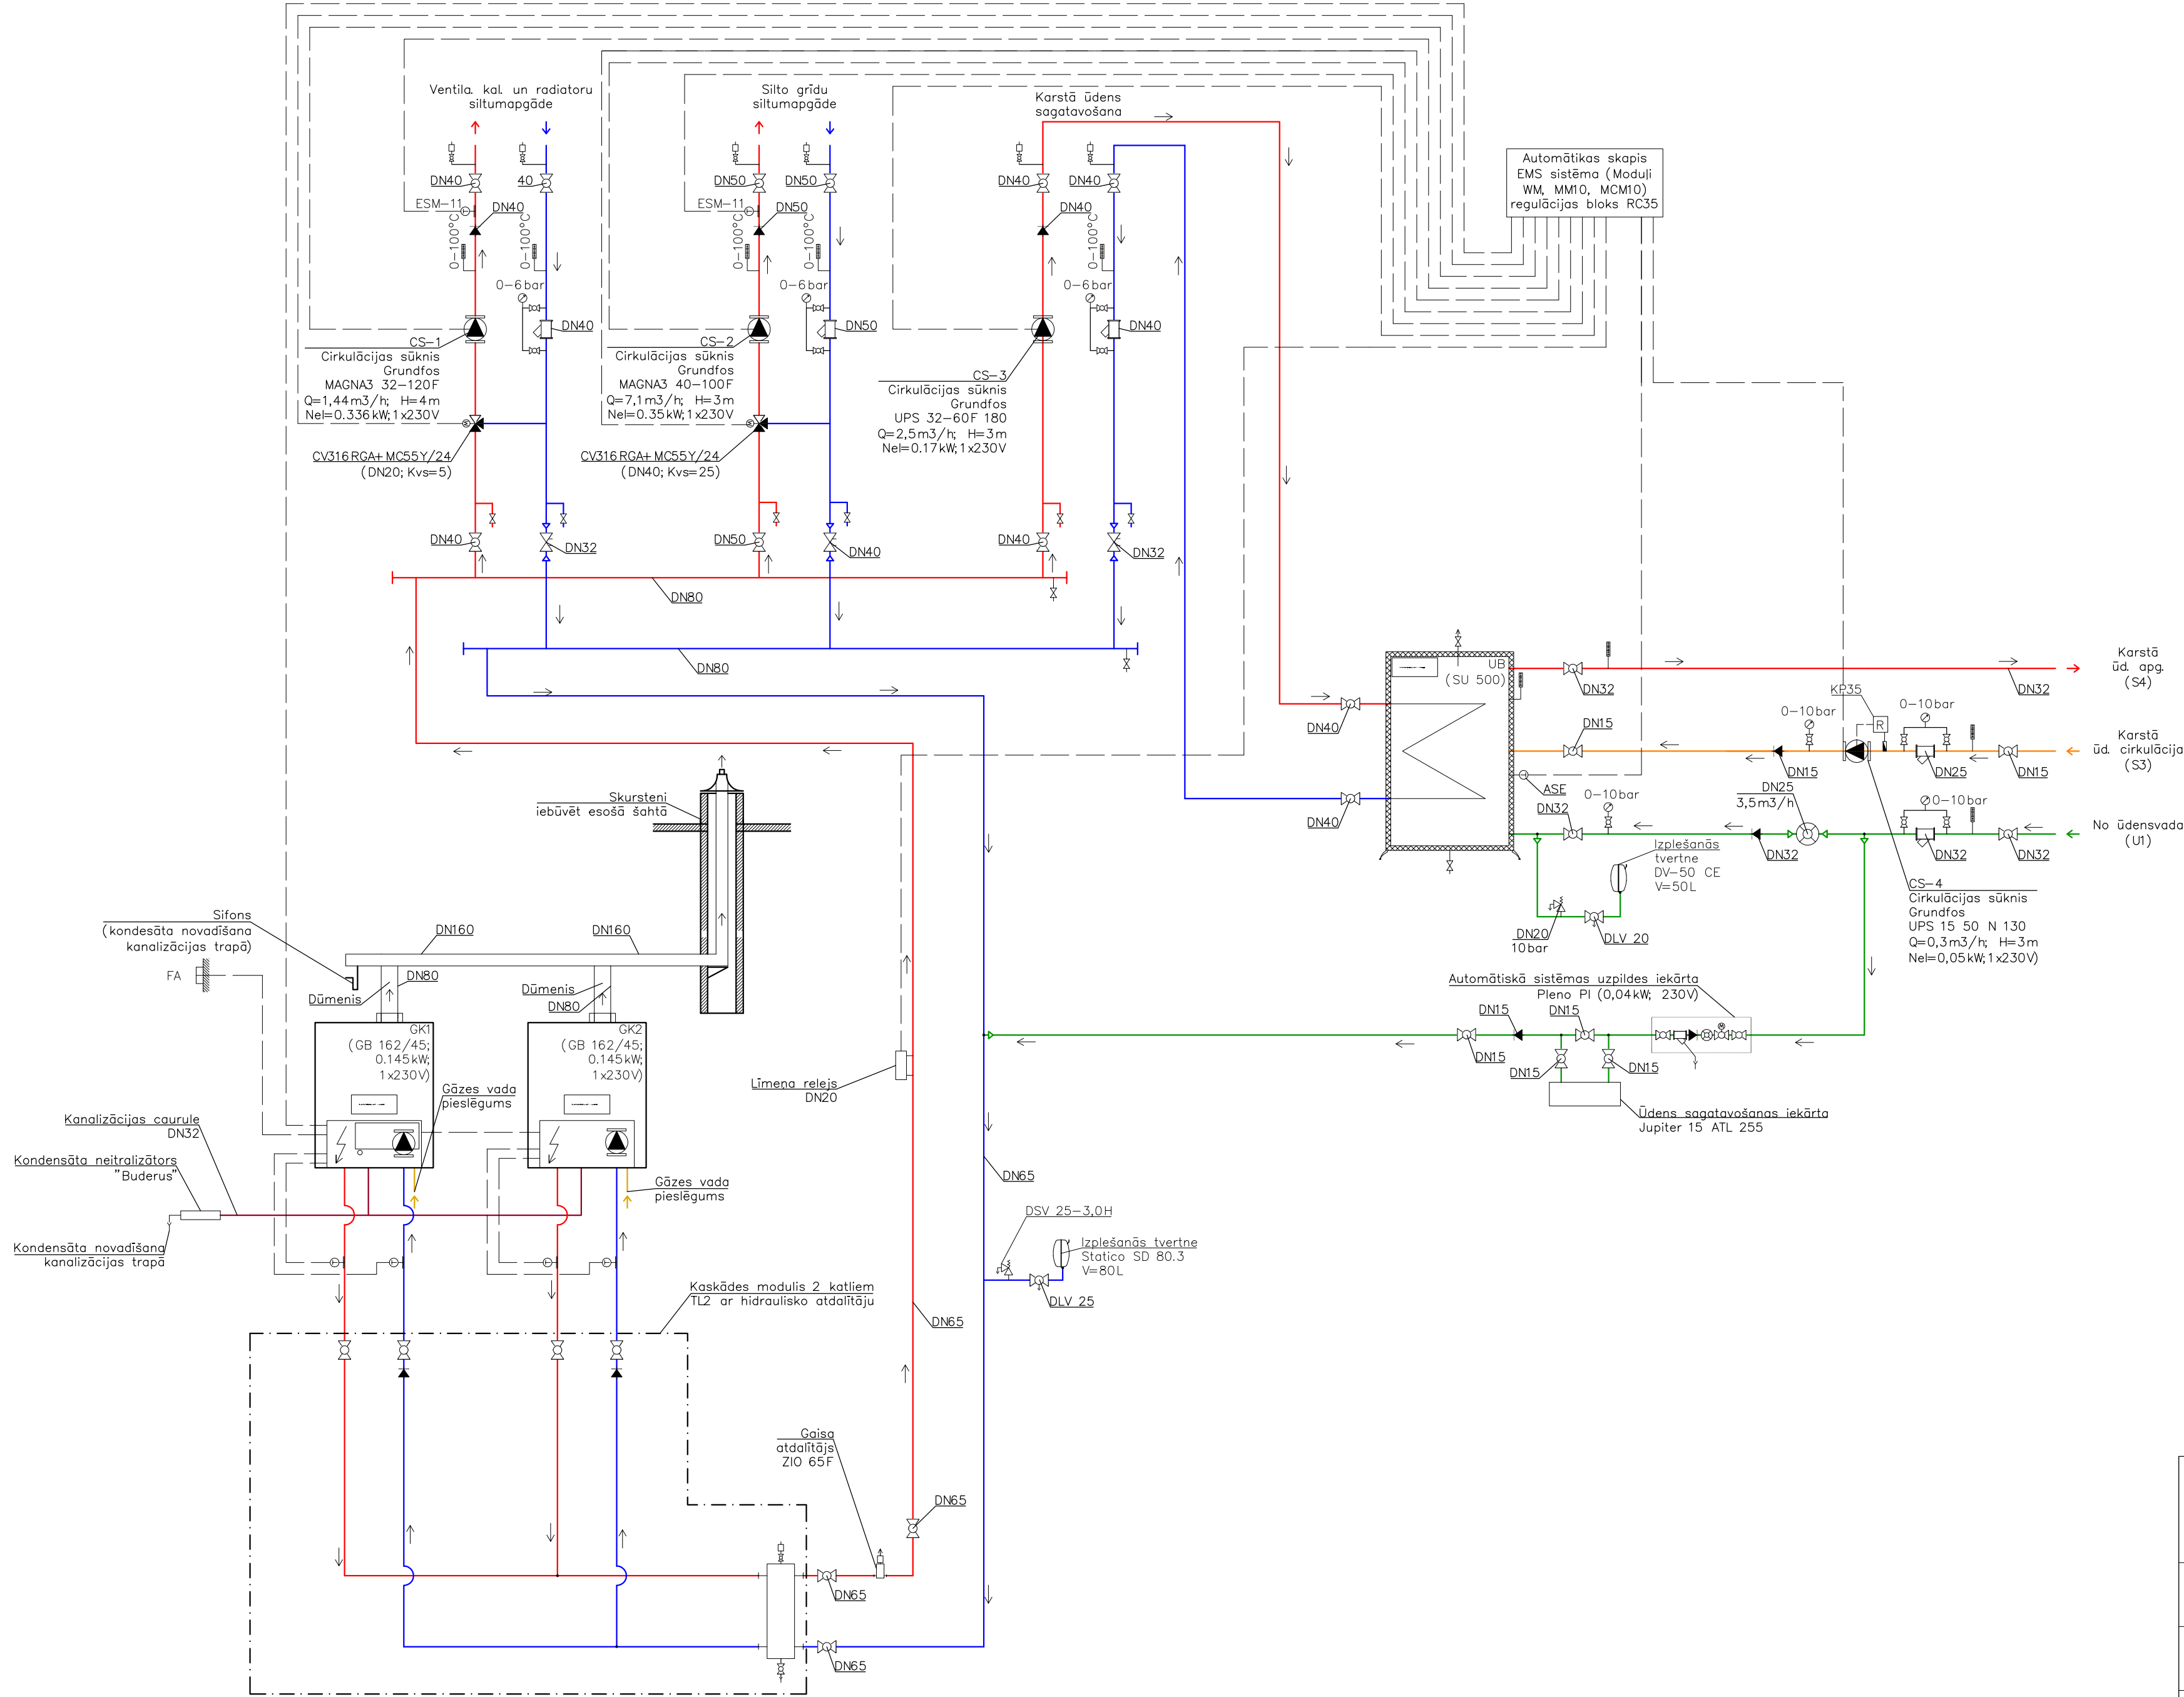 Ventila. kal. un radiatoru
siltumapgāde
Silto grīdu
siltumapgāde
Karstā ūdens
sagatavošana
Automātikas skapis
EMS sistēma (Moduļi
WM, MM10, MCM10)
regulācijas bloks RC35
DN40
40
DN50
DN50
DN40
DN40
ESM-11
DN40
ESM-11
DN50
DN40
0-100°C
0-100°C
0-100°C
0-100°C
0-100°C
0-6bar
0-6bar
0-6bar
DN40
DN50
DN40
CS-1
Cirkulācijas sūknis
Grundfos
MAGNA3 32-120F
Q=1,44m3/h; H=4m
Nel=0.336kW; 1x230V
CS-2
Cirkulācijas sūknis
Grundfos
MAGNA3 40-100F
Q=7,1m3/h; H=3m
Nel=0.35kW; 1x230V
CS-3
Cirkulācijas sūknis
Grundfos
UPS 32-60F 180
Q=2,5m3/h; H=3m
Nel=0.17kW; 1x230V
M
M
CV316 RGA+MC55Y/24
(DN20; Kvs=5)
CV316 RGA+MC55Y/24
(DN40; Kvs=25)
DN40
DN32
DN50
DN40
DN40
DN32
DN80
DN80
UB
(SU 500)
DN32
DN32
Karstā
ūd. apg.
(S4)
DN40
DN15
0-10bar
KP35
R
0-10bar
DN15
DN25
DN15
Karstā
ūd. cirkulācija
(S3)
ASE
DN40
DN32
0-10bar
DN25
3,5m3/h
0-10bar
DN32
DN32
DN32
No ūdensvada
(U1)
Izplešanās
tvertne
DV-50 CE
V=50L
DN20
10bar
DLV 20
CS-4
Cirkulācijas sūknis
Grundfos
UPS 15 50 N 130
Q=0,3m3/h; H=3m
Nel=0,05kW; 1x230V)
Skursteni
iebūvēt esošā šahtā
Sifons
(kondesāta novadīšana
kanalizācijas trapā)
DN160
DN160
FA
Dūmenis
DN80
Dūmenis
DN80
GK1
(GB 162/45;
0.145kW;
1x230V)
GK2
(GB 162/45;
0.145kW;
1x230V)
Automātiskā sistēmas uzpildes iekārta
Pleno PI (0,04kW; 230V)
DN15
DN15
M
DN15
DN15
DN15
Ūdens sagatavošanas iekārta
Jupiter 15 ATL 255
Līmeņa relejs
DN20
Gāzes vada
pieslēgums
Kanalizācijas caurule
DN32
Kondensāta neitralizātors
"Buderus"
Gāzes vada
pieslēgums
DN65
Kondensāta novadīšana
kanalizācijas trapā
DSV 25-3,0H
Izplešanās tvertne
Statico SD 80.3
V=80L
DLV 25
Kaskādes modulis 2 katliem
TL2 ar hidraulisko atdalītāju
DN65
Gaisa
atdalītājs
ZIO 65F
DN65
DN65
DN65